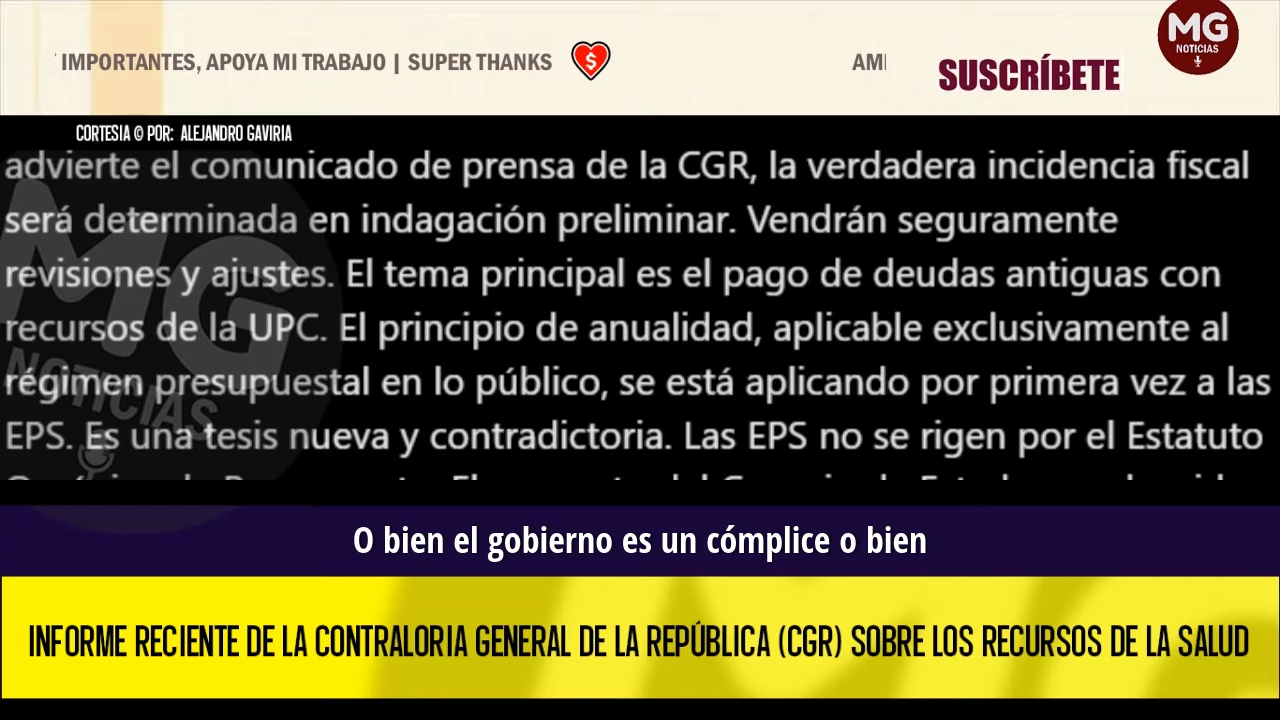 IMPORTANTES, APOYA MI TRABAJO | SUPER THANKS
$
SUSCRÍBETE
MG
NOTICIAS
CORTESIA © POR: ALEJANDRO GAVIRIA
advierte el comunicado de prensa de la CGR, la verdadera incidencia fiscal
será determinada en indagación preliminar. Vendrán seguramente
revisiones y ajustes. El tema principal es el pago de deudas antiguas con
recursos de la UPC. El principio de anualidad, aplicable exclusivamente al
régimen presupuestal en lo público, se está aplicando por primera vez a las
EPS. Es una tesis nueva y contradictoria. Las EPS no se rigen por el Estatuto
MG
NOTICIAS
O bien el gobierno es un cómplice o bien
INFORME RECIENTE DE LA CONTRALORIA GENERAL DE LA REPÚBLICA (CGR) SOBRE LOS RECURSOS DE LA SALUD